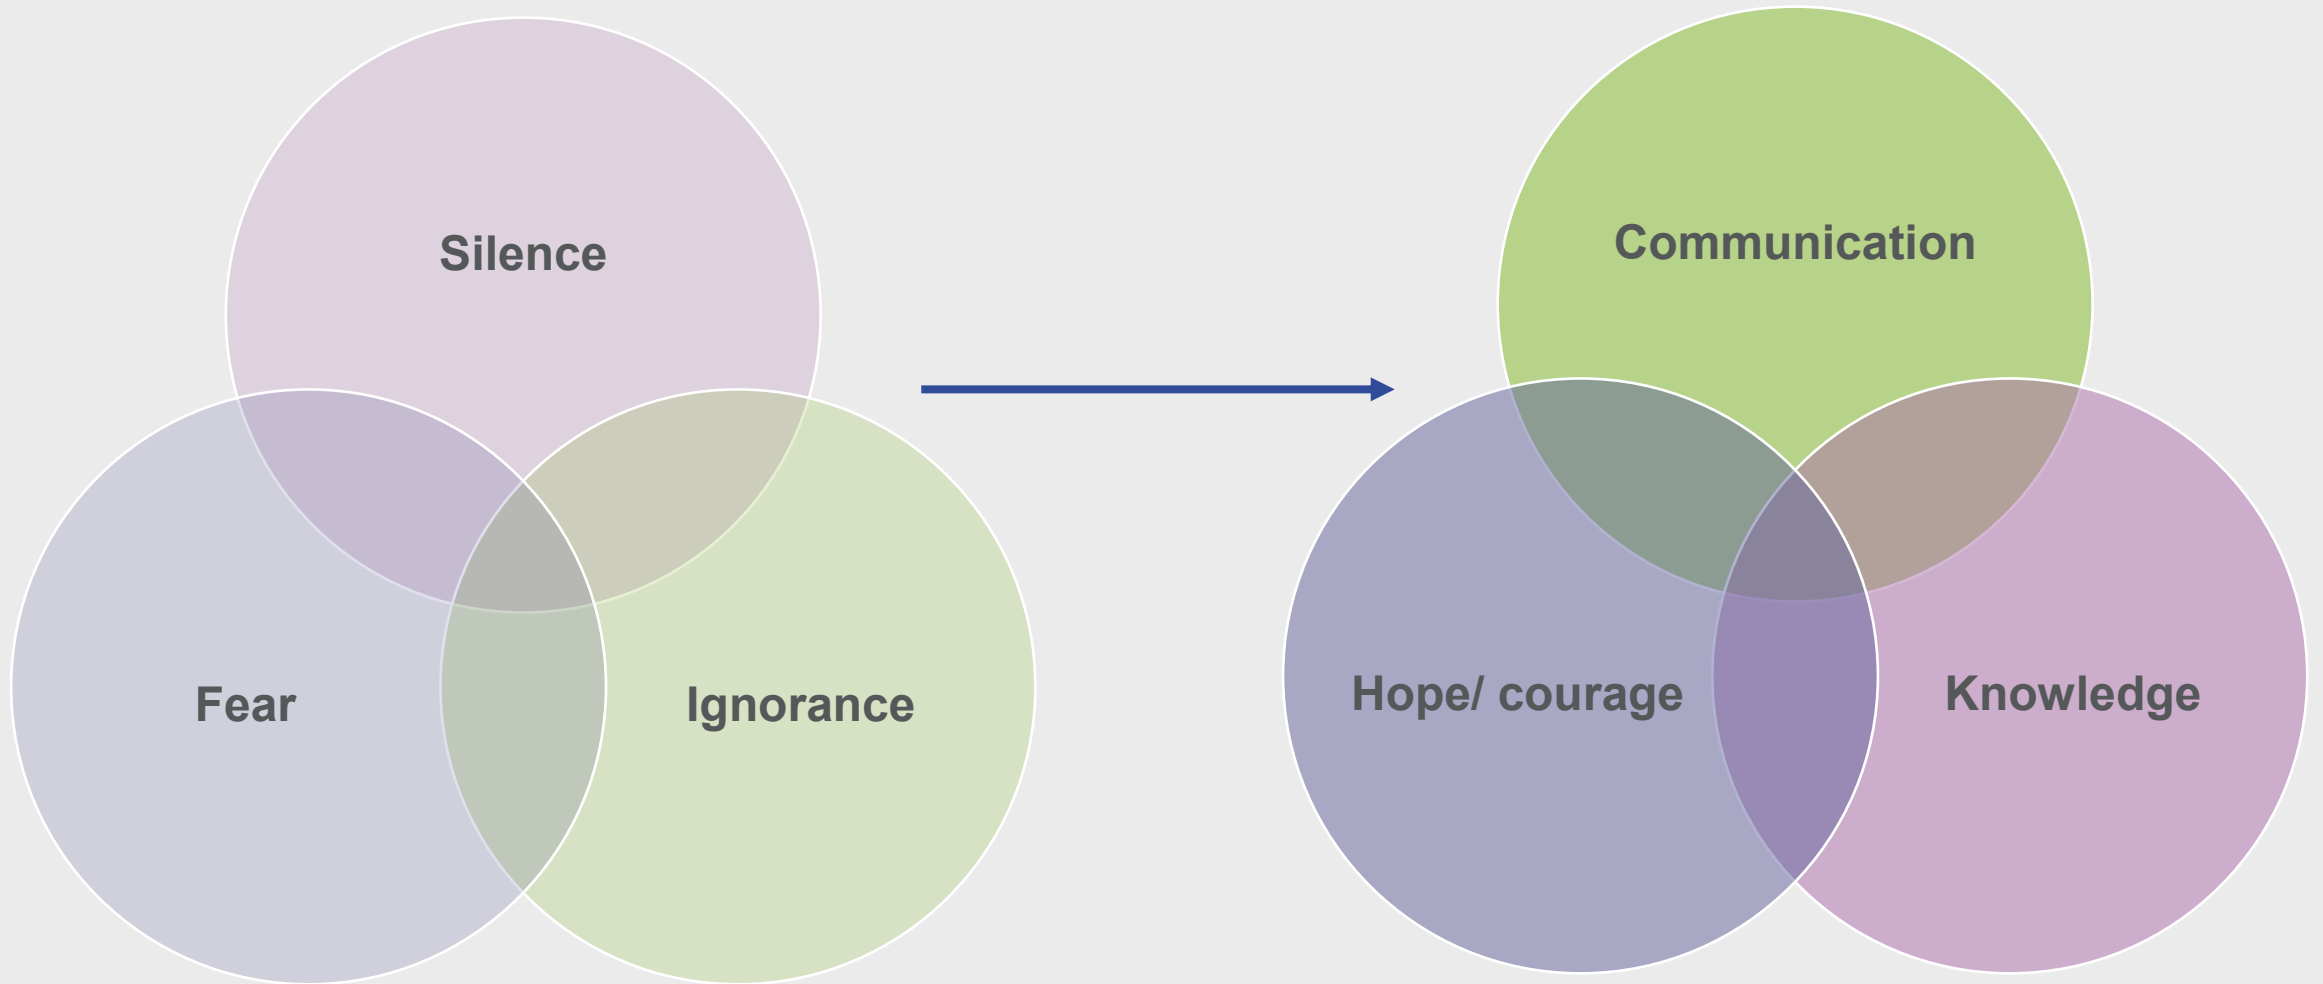 Silence
Fear
Ignorance
Communication
Hope/ courage
Knowledge